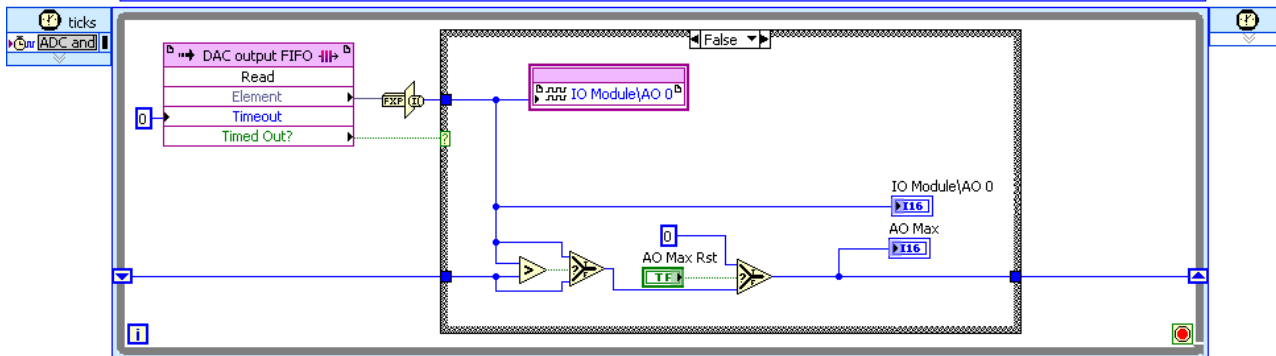 ticks
ADC and
DAC output FIFO
Read
Element
0
Timeout
Timed Out?
FXP
False
IO Module\AO 0
IO Module\AO 0
I16
AO Max
I16
0
AO Max Rst
TF
>
?
F
?
F
?
i